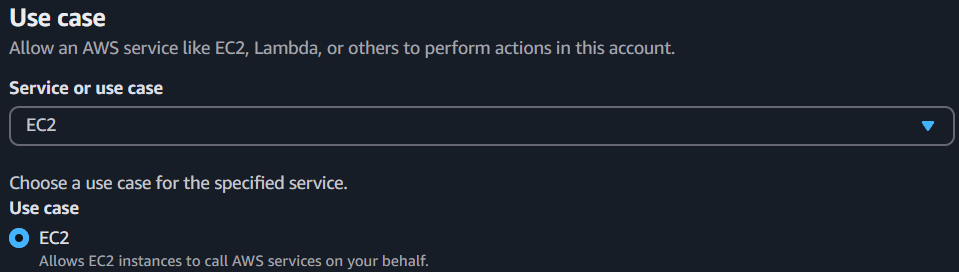 Use case
Allow an AWS service like EC2, Lambda, or others to perform actions in this account.
Service or use case
EC2
Choose a use case for the specified service.
Use case
EC2
Allows EC2 instances to call AWS services on your behalf.